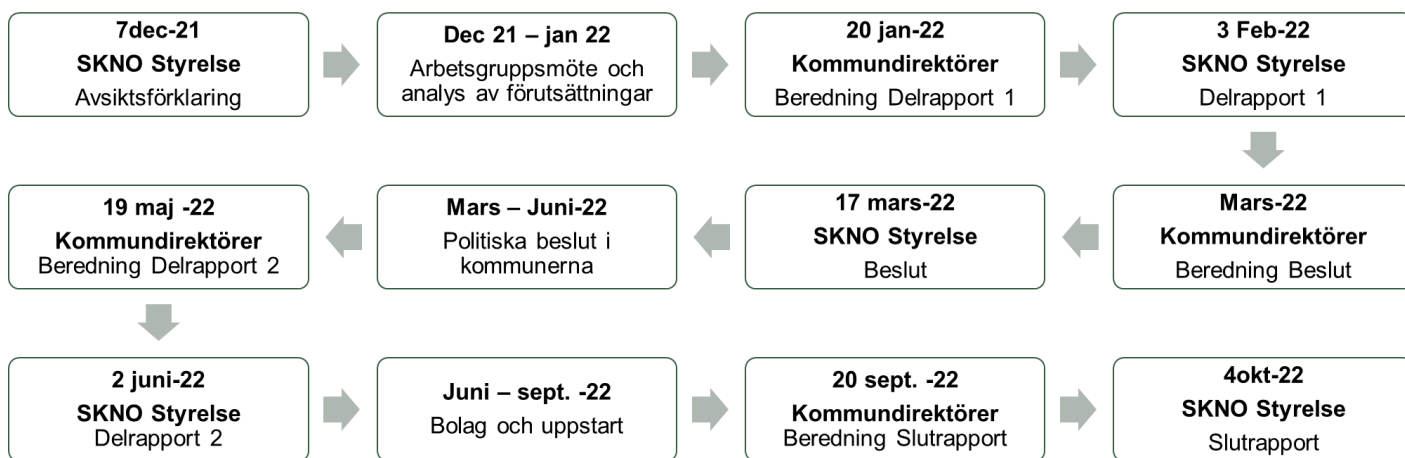 7dec-21
SKNO Styrelse
Avsiktsförklaring
Dec 21 – jan 22
Arbetsgruppsmöte och
analys av förutsättningar
20 jan-22
Kommundirektörer
Beredning Delrapport 1
3 Feb-22
SKNO Styrelse
Delrapport 1
Mars-22
Kommundirektörer
Beredning Beslut
17 mars-22
SKNO Styrelse
Beslut
Mars – Juni-22
Politiska beslut i
kommunerna
19 maj -22
Kommundirektörer
Beredning Delrapport 2
2 juni-22
SKNO Styrelse
Delrapport 2
Juni – sept. -22
Bolag och uppstart
20 sept. -22
Kommundirektörer
Beredning Slutrapport
4okt-22
SKNO Styrelse
Slutrapport